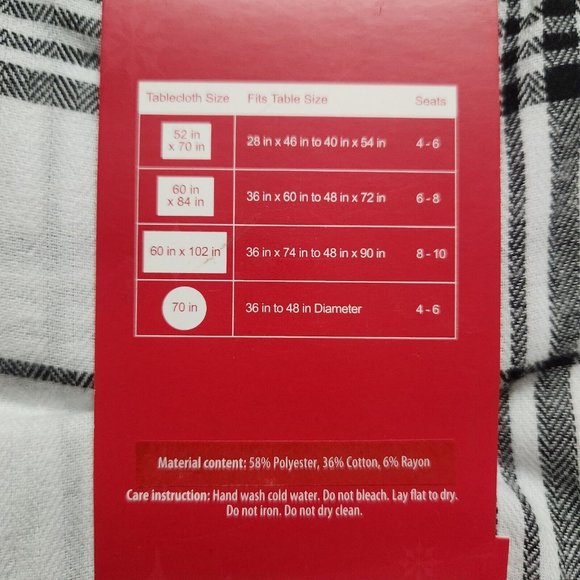 Tablecloth Size Fits Table Size Seats
52 in
x 70 in
28 in x 46 in to 40 in x 54 in 4 - 6
60 in
x 84 in
36 in x 60 in to 48 in x 72 in 6 - 8
60 in x 102 in 36 in x 74 in to 48 in x 90 in 8 - 10
70 in 36 in to 48 in Diameter 4 - 6
Material content: 58% Polyester, 36% Cotton, 6% Rayon
Care instruction: Hand wash cold water. Do not bleach. Lay flat to dry.
Do not iron. Do not dry clean.